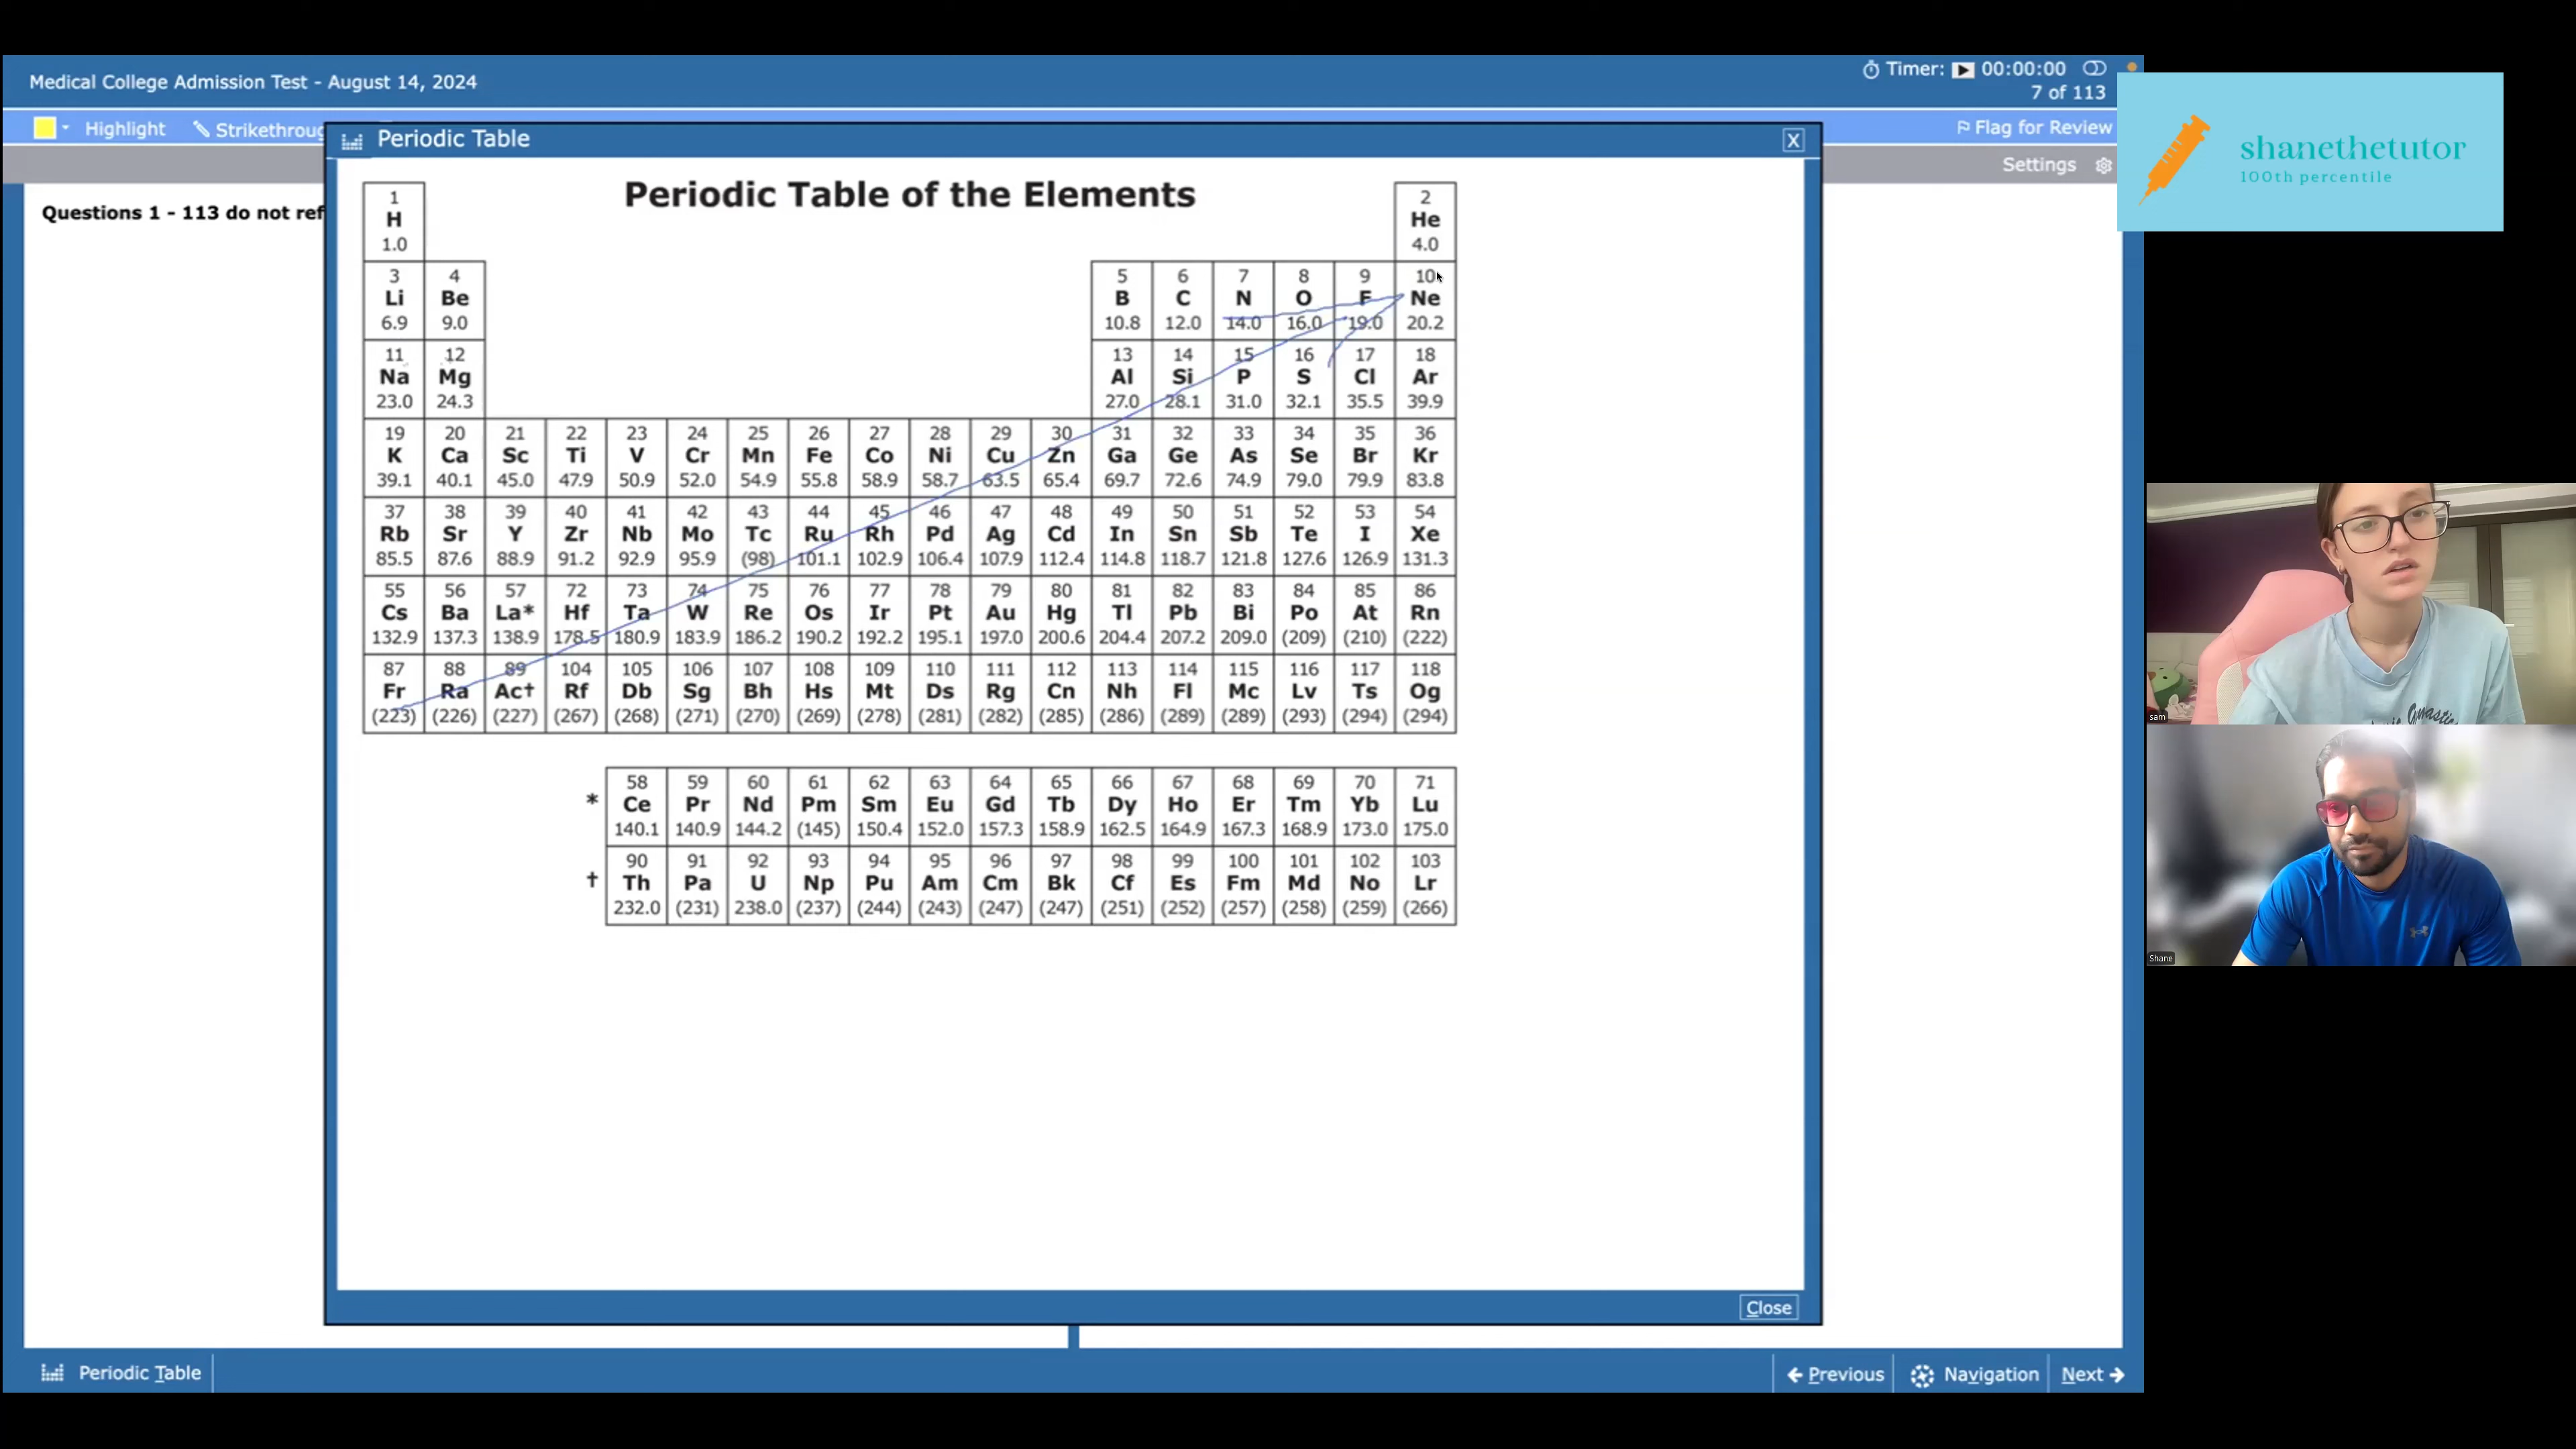 Medical College Admission Test - August 14, 2024
Timer: 00:00:00
7 of 113
Highlight Strikethroug
Flag for Review
Settings
shanethetutor
100th percentile
Questions 1 - 113 do not ref
Periodic Table
X
Periodic Table of the Elements
1 2
H He
1.0 4.0
3 4 5 6 7 8 9 10
Li Be B C N O F Ne
6.9 9.0 10.8 12.0 14.0 16.0 19.0 20.2
11 12 13 14 15 16 17 18
Na Mg Al Si P S Cl Ar
23.0 24.3 27.0 28.1 31.0 32.1 35.5 39.9
19 20 21 22 23 24 25 26 27 28 29 30 31 32 33 34 35 36
K Ca Sc Ti V Cr Mn Fe Co Ni Cu Zn Ga Ge As Se Br Kr
39.1 40.1 45.0 47.9 50.9 52.0 54.9 55.8 58.9 58.7 63.5 65.4 69.7 72.6 74.9 79.0 79.9 83.8
37 38 39 40 41 42 43 44 45 46 47 48 49 50 51 52 53 54
Rb Sr Y Zr Nb Mo Tc Ru Rh Pd Ag Cd In Sn Sb Te I Xe
85.5 87.6 88.9 91.2 92.9 95.9 (98) 101.1 102.9 106.4 107.9 112.4 114.8 118.7 121.8 127.6 126.9 131.3
55 56 57 72 73 74 75 76 77 78 79 80 81 82 83 84 85 86
Cs Ba La* Hf Ta W Re Os Ir Pt Au Hg Tl Pb Bi Po At Rn
132.9 137.3 138.9 178.5 180.9 183.9 186.2 190.2 192.2 195.1 197.0 200.6 204.4 207.2 209.0 (209) (210) (222)
87 88 89 104 105 106 107 108 109 110 111 112 113 114 115 116 117 118
Fr Ra Ac† Rf Db Sg Bh Hs Mt Ds Rg Cn Nh Fl Mc Lv Ts Og
(223) (226) (227) (267) (268) (271) (270) (269) (278) (281) (282) (285) (286) (289) (289) (293) (294) (294)
58 59 60 61 62 63 64 65 66 67 68 69 70 71
* Ce Pr Nd Pm Sm Eu Gd Tb Dy Ho Er Tm Yb Lu
140.1 140.9 144.2 (145) 150.4 152.0 157.3 158.9 162.5 164.9 167.3 168.9 173.0 175.0
90 91 92 93 94 95 96 97 98 99 100 101 102 103
† Th Pa U Np Pu Am Cm Bk Cf Es Fm Md No Lr
232.0 (231) 238.0 (237) (244) (243) (247) (247) (251) (252) (257) (258) (259) (266)
sam
Shane
Close
Periodic Table
Previous Navigation Next